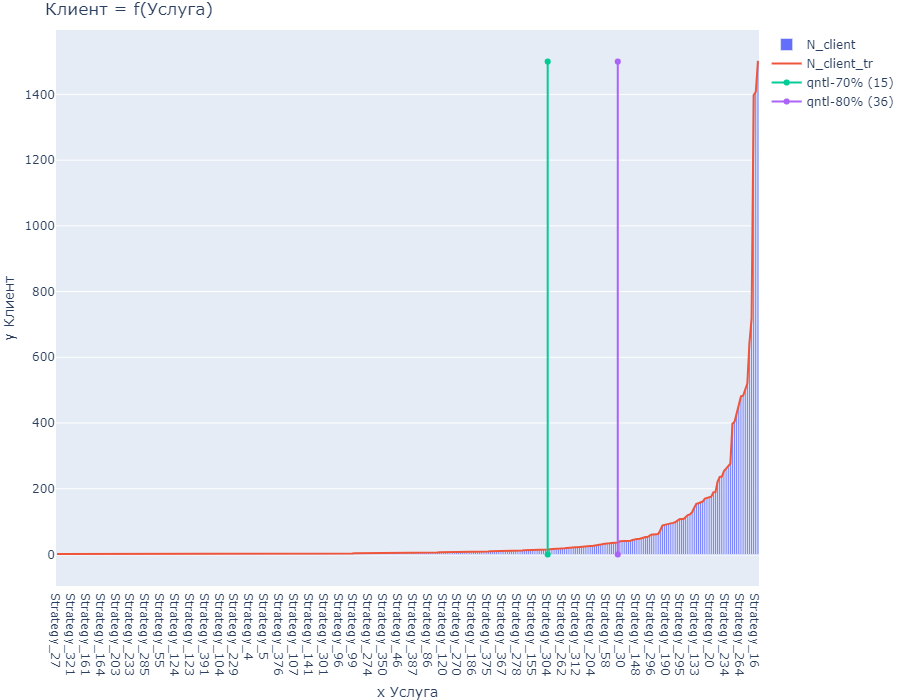 Клиент = f(Услуга)
N_client
N_client_tr
qntl-70% (15)
qntl-80% (36)
1400
1200
1000
800
600
400
200
0
у Клиент
Strategy_27
Strategy_321
Strategy_161
Strategy_164
Strategy_203
Strategy_233
Strategy_285
Strategy_55
Strategy_124
Strategy_123
Strategy_391
Strategy_104
Strategy_229
Strategy_4
Strategy_5
Strategy_376
Strategy_107
Strategy_141
Strategy_301
Strategy_96
Strategy_99
Strategy_274
Strategy_350
Strategy_46
Strategy_387
Strategy_86
Strategy_120
Strategy_270
Strategy_186
Strategy_375
Strategy_367
Strategy_278
Strategy_155
Strategy_304
Strategy_262
Strategy_312
Strategy_204
Strategy_58
Strategy_30
Strategy_148
Strategy_296
Strategy_190
Strategy_295
Strategy_133
Strategy_20
Strategy_234
Strategy_264
Strategy_16
х Услуга